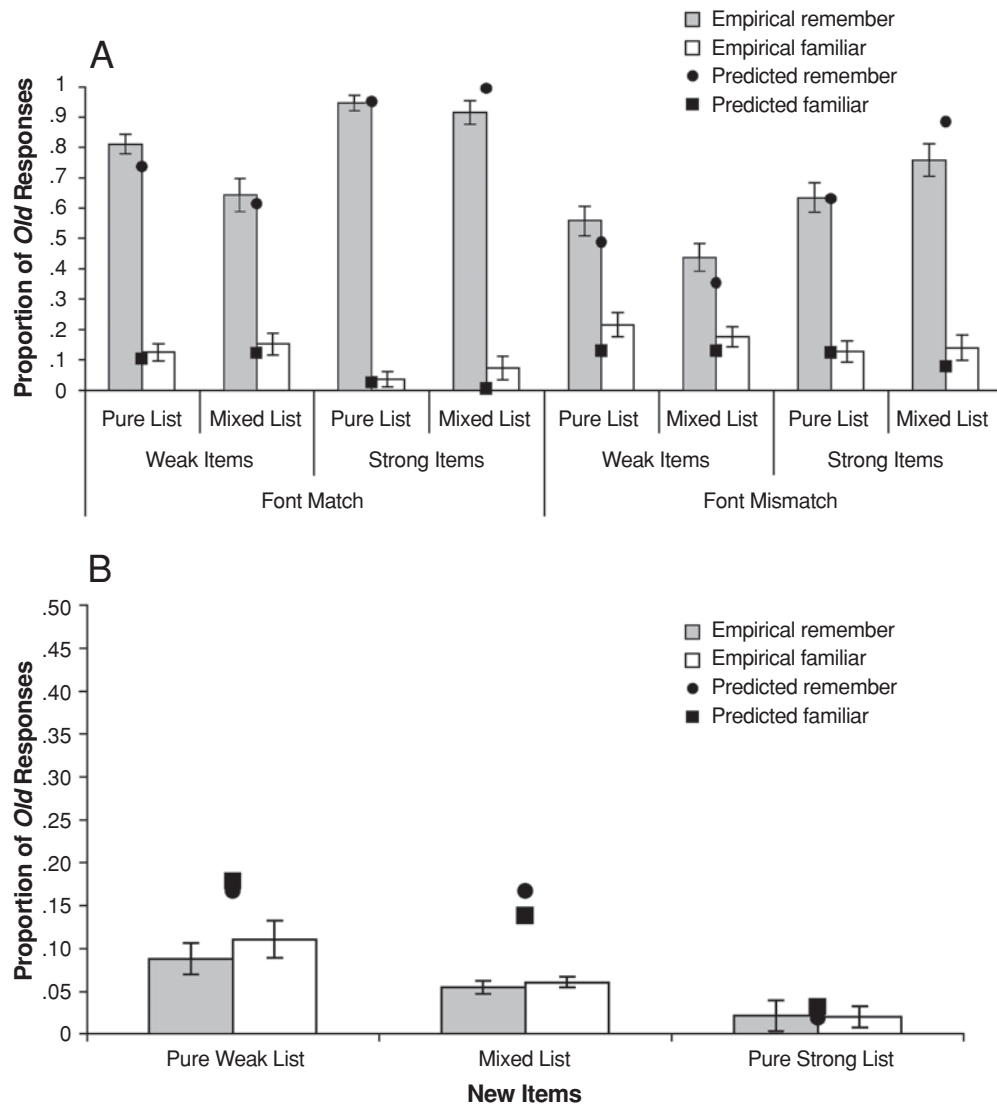 A
Empirical remember
Empirical familiar
Predicted remember
Predicted familiar
Proportion of Old Responses
1
.9
.8
.7
.6
.5
.4
.3
.2
.1
0
Pure List Mixed List Pure List Mixed List Pure List Mixed List Pure List Mixed List
Weak Items Strong Items Weak Items Strong Items
Font Match Font Mismatch
B
Empirical remember
Empirical familiar
Predicted remember
Predicted familiar
Proportion of Old Responses
.50
.45
.40
.35
.30
.25
.20
.15
.10
.05
0
Pure Weak List Mixed List Pure Strong List
New Items